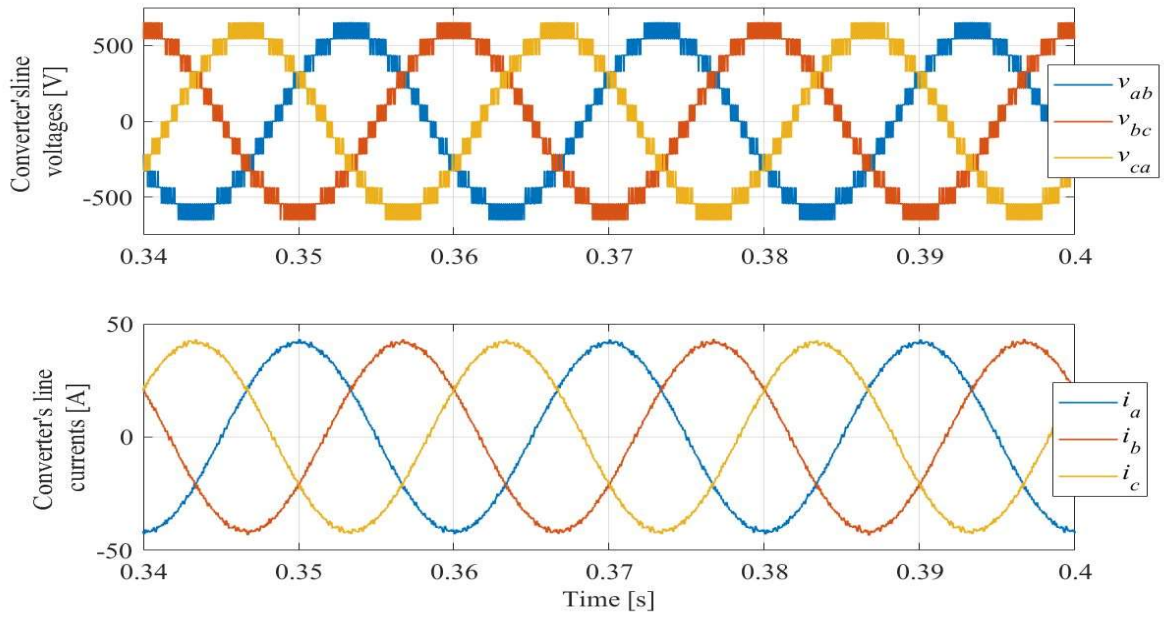 Converter'sline
voltages [V]
500
0
-500
0.34 0.35 0.36 0.37 0.38 0.39 0.4
v_ab
v_bc
v_ca
Converter's line
currents [A]
50
0
-50
0.34 0.35 0.36 0.37 0.38 0.39 0.4
Time [s]
i_a
i_b
i_c